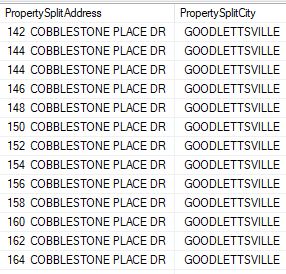 PropertySplitAddress PropertySplitCity
142 COBBLESTONE PLACE DR GOODLETTSVILLE
144 COBBLESTONE PLACE DR GOODLETTSVILLE
144 COBBLESTONE PLACE DR GOODLETTSVILLE
146 COBBLESTONE PLACE DR GOODLETTSVILLE
148 COBBLESTONE PLACE DR GOODLETTSVILLE
150 COBBLESTONE PLACE DR GOODLETTSVILLE
152 COBBLESTONE PLACE DR GOODLETTSVILLE
154 COBBLESTONE PLACE DR GOODLETTSVILLE
156 COBBLESTONE PLACE DR GOODLETTSVILLE
158 COBBLESTONE PLACE DR GOODLETTSVILLE
160 COBBLESTONE PLACE DR GOODLETTSVILLE
162 COBBLESTONE PLACE DR GOODLETTSVILLE
164 COBBLESTONE PLACE DR GOODLETTSVILLE